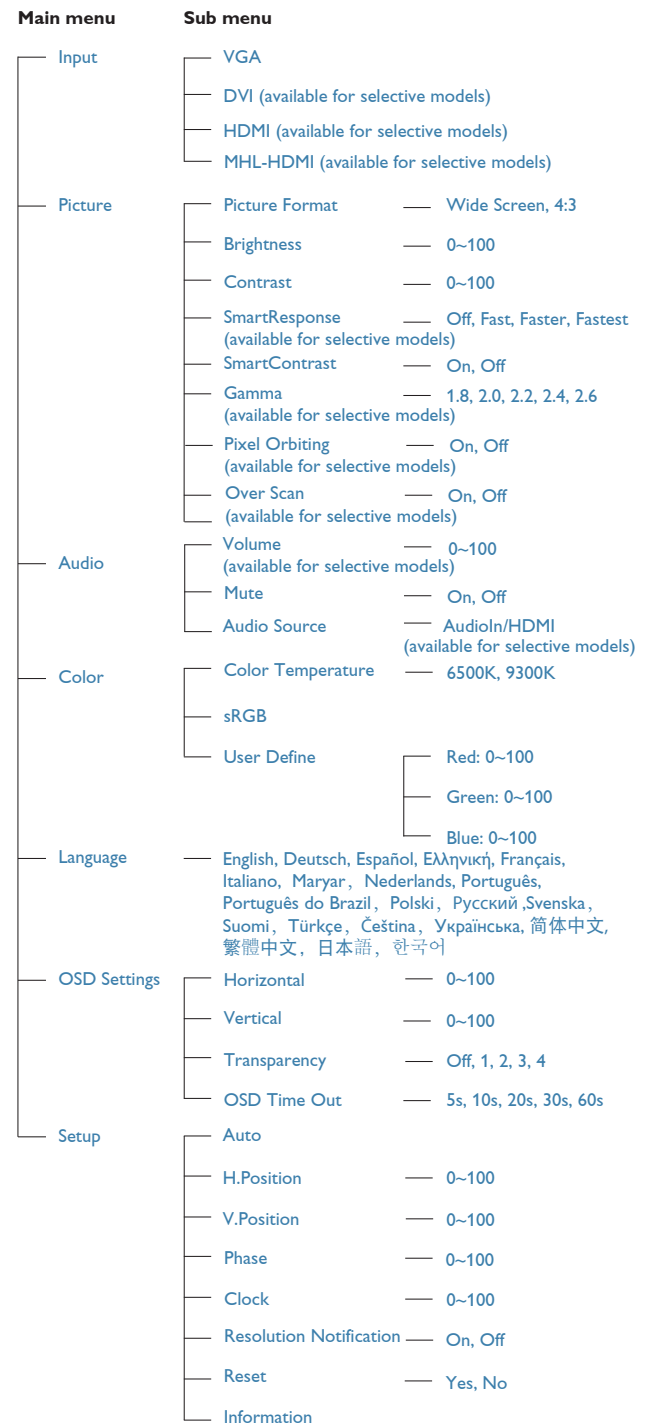 Main menu Sub menu
Input VGA
DVI (available for selective models)
HDMI (available for selective models)
MHL-HDMI (available for selective models)
Picture Picture Format Wide Screen, 4:3
Brightness 0~100
Contrast 0~100
SmartResponse Off, Fast, Faster, Fastest
(available for selective models)
SmartContrast On, Off
Gamma 1.8, 2.0, 2.2, 2.4, 2.6
(available for selective models)
Pixel Orbiting On, Off
(available for selective models)
Over Scan On, Off
(available for selective models)
Audio Volume 0~100
(available for selective models)
Mute On, Off
Audio Source AudioIn/HDMI
(available for selective models)
Color Color Temperature 6500K, 9300K
sRGB
User Define Red: 0~100
Green: 0~100
Blue: 0~100
Language English, Deutsch, Español, Ελληνική, Français,
Italiano, Maryar, Nederlands, Português,
Português do Brazil, Polski, Русский ,Svenska,
Suomi, Türkçe, Čeština, Українська, 简体中文,
繁體中文, 日本語, 한국어
OSD Settings Horizontal 0~100
Vertical 0~100
Transparency Off, 1, 2, 3, 4
OSD Time Out 5s, 10s, 20s, 30s, 60s
Setup Auto
H.Position 0~100
V.Position 0~100
Phase 0~100
Clock 0~100
Resolution Notification On, Off
Reset Yes, No
Information